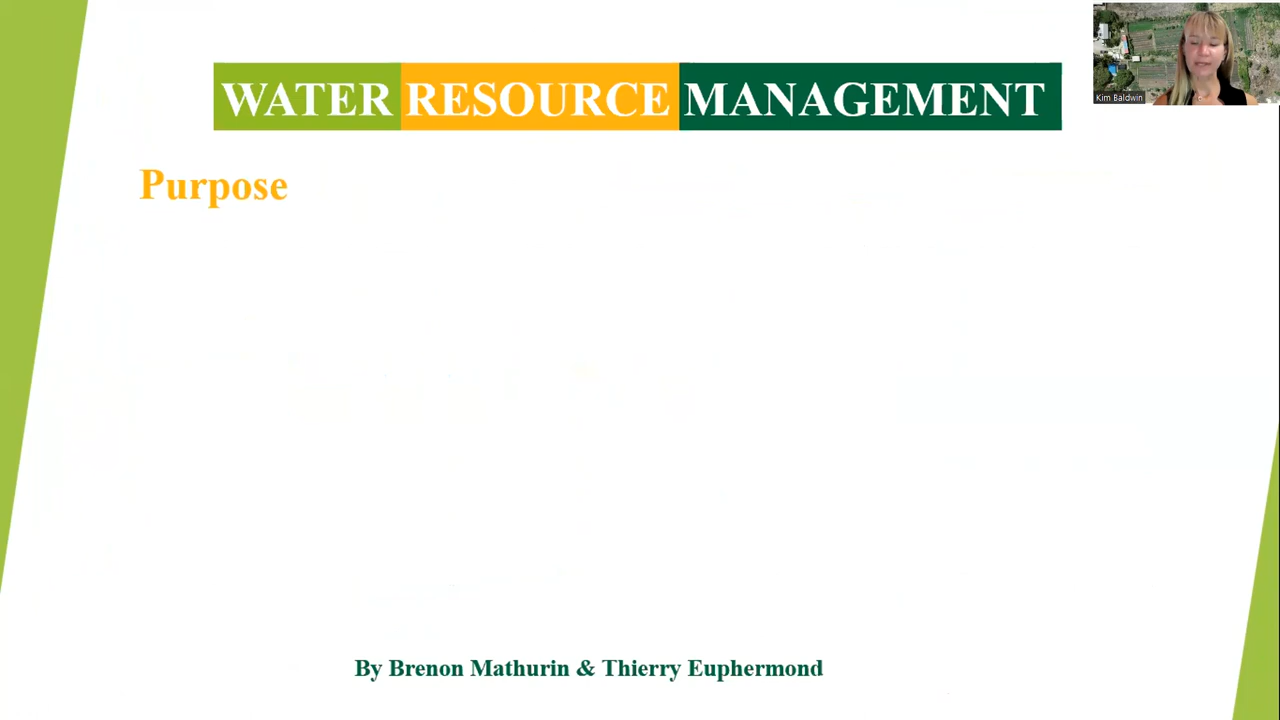 WATER RESOURCE MANAGEMENT
Kim Baldwin
Purpose
By Brenon Mathurin & Thierry Euphermond